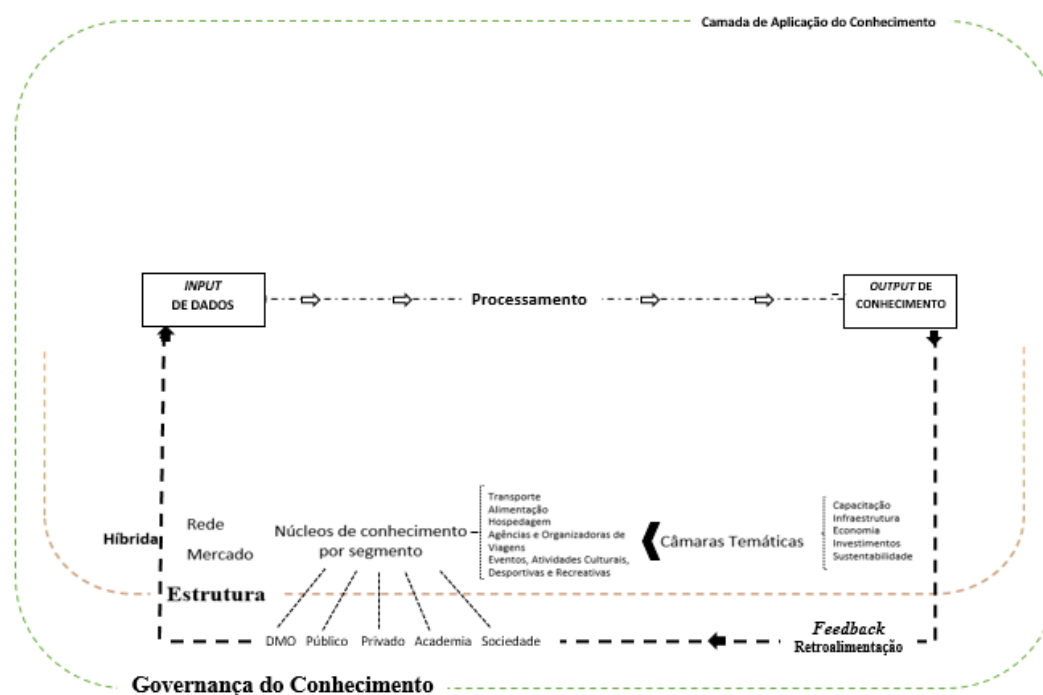 Camada de Aplicação do Conhecimento
INPUT
DE DADOS
Processamento
OUTPUT DE
CONHECIMENTO
Híbrida
Rede
Mercado
Núcleos de conhecimento
por segmento
Transporte
Alimentação
Hospedagem
Agências e Organizadoras de
Viagens
Eventos, Atividades Culturais,
Desportivas e Recreativas
Câmaras Temáticas
Capacitação
Infraestrutura
Economia
Investimentos
Sustentabilidade
Estrutura
DMO Público Privado Academia Sociedade
Feedback
Retroalimentação
Governança do Conhecimento